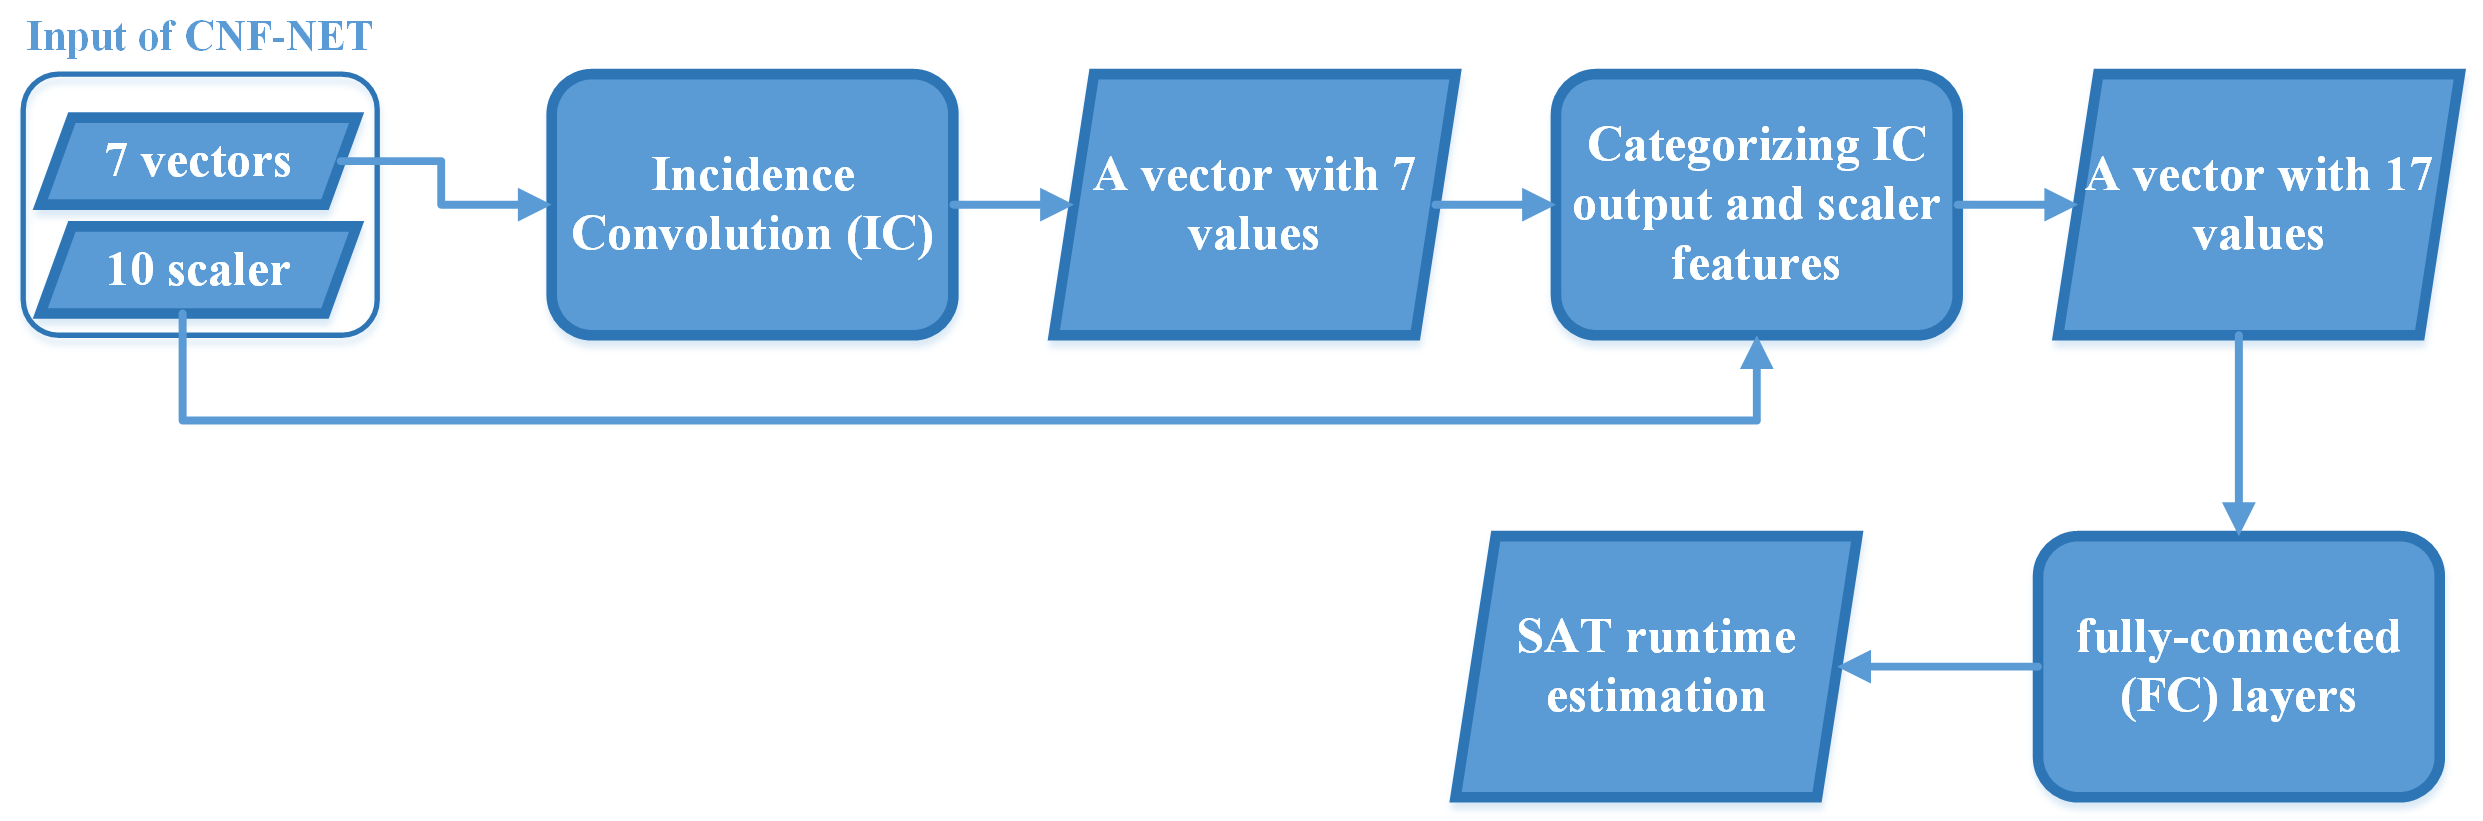 Input of CNF-NET
7 vectors
10 scaler
Incidence
Convolution (IC)
A vector with 7
values
Categorizing IC
output and scaler
features
A vector with 17
values
fully-connected
(FC) layers
SAT runtime
estimation